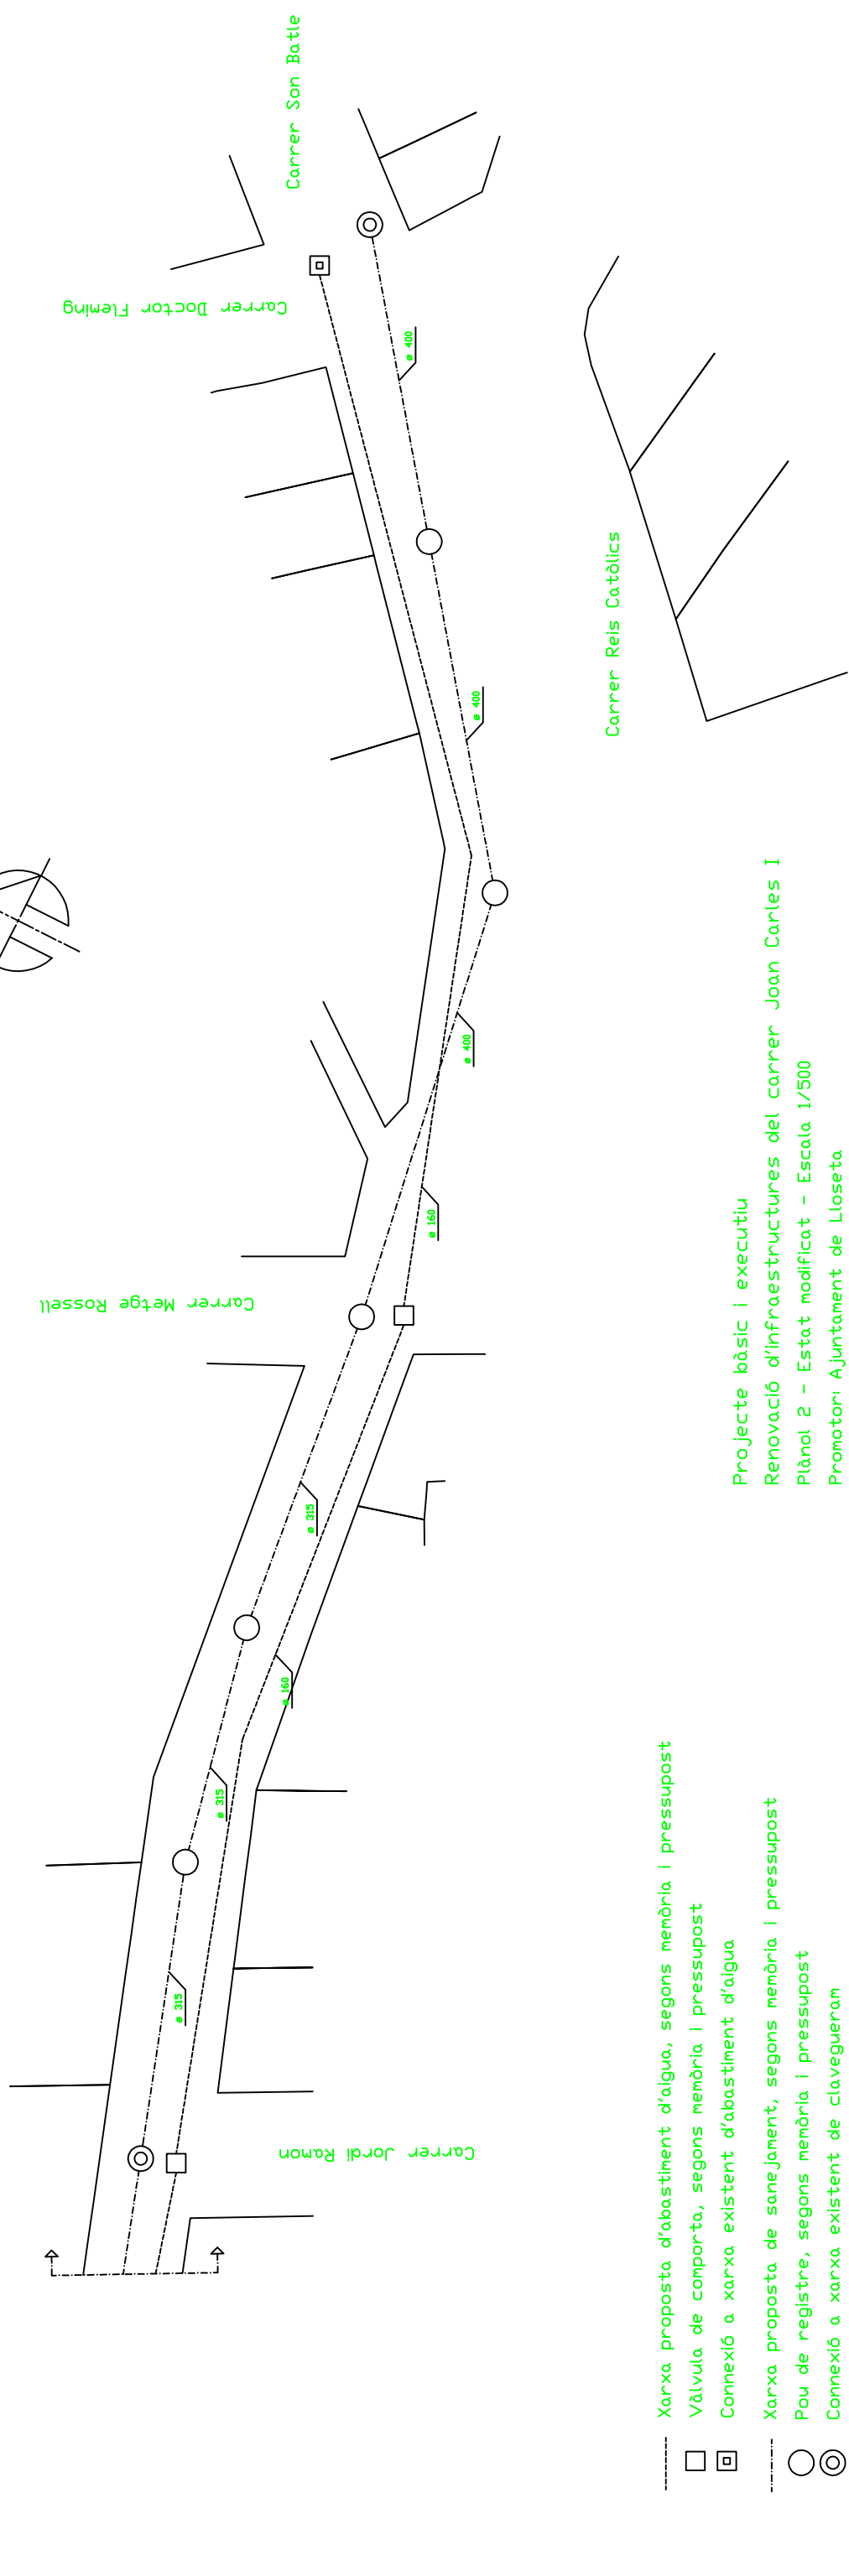 Carrer Son Batle
Carrer Doctor Fleming
ø 400
Carrer Reis Catòlics
ø 400
ø 400
ø 160
Carrer Metge Rossell
ø 315
ø 160
ø 315
ø 315
Carrer Jordi Ramon
Projecte bàsic i executiu
Renovació d'infraestructures del carrer Joan Carles I
Plànol 2 - Estat modificat - Escala 1/500
Promotor: Ajuntament de Lloseta
Xarxa proposta d'abastiment d'aigua, segons memòria i pressupost
Vàlvula de comporta, segons memòria i pressupost
Connexió a xarxa existent d'abastiment d'aigua
Xarxa proposta de sanejament, segons memòria i pressupost
Pou de registre, segons memòria i pressupost
Connexió a xarxa existent de clavegueram